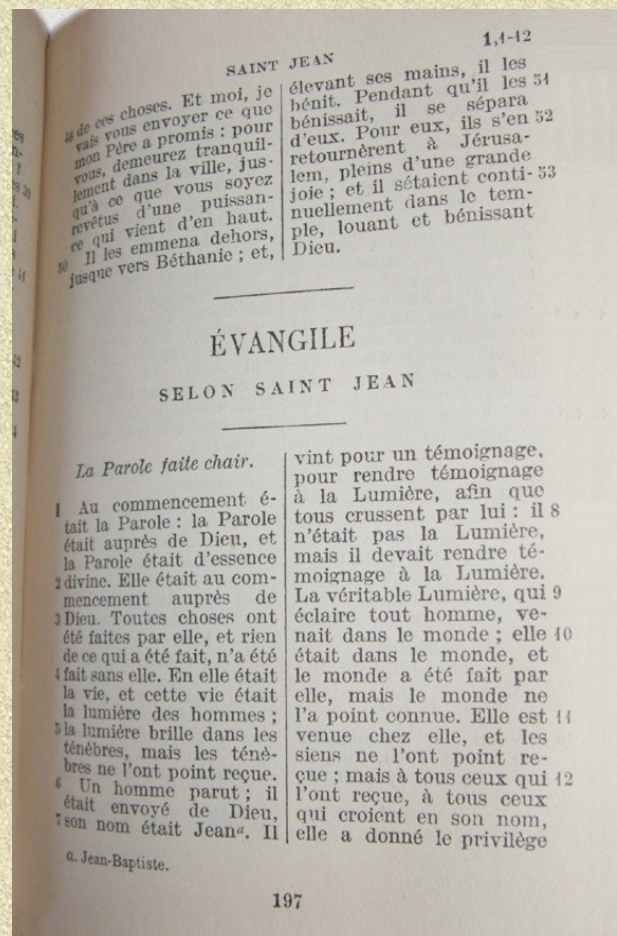 SAINT JEAN
1,1-12
de ces choses. Et moi, je
vais vous envoyer ce que
mon Père a promis : pour
vous, demeurez tranquil-
lement dans la ville, jus-
qu'à ce que vous soyez
revêtus d'une puissan-
ce qui vient d'en haut.
50 Il les emmena dehors,
jusque vers Béthanie ; et,
élevant ses mains, il les
bénit. Pendant qu'il les 51
bénissait, il se sépara
d'eux. Pour eux, ils s'en 52
retournèrent à Jérusa-
lem, pleins d'une grande
joie ; et il sétaient conti- 53
nuellement dans le tem-
ple, louant et bénissant
Dieu.
ÉVANGILE
SELON SAINT JEAN
La Parole faite chair.
1 Au commencement é-
tait la Parole : la Parole
était auprès de Dieu, et
la Parole était d'essence
2 divine. Elle était au com-
mencement auprès de
3 Dieu. Toutes choses ont
été faites par elle, et rien
de ce qui a été fait, n'a été
4 fait sans elle. En elle était
la vie, et cette vie était
la lumière des hommes ;
5 la lumière brille dans les
ténèbres, mais les ténè-
bres ne l'ont point reçue.
6 Un homme parut ; il
était envoyé de Dieu,
7 son nom était Jeana. Il
a. Jean-Baptiste.
vint pour un témoignage,
pour rendre témoignage
à la Lumière, afin que
tous crussent par lui : il 8
n'était pas la Lumière,
mais il devait rendre té-
moignage à la Lumière.
La véritable Lumière, qui 9
éclaire tout homme, ve-
nait dans le monde ; elle 10
était dans le monde, et
le monde a été fait par
elle, mais le monde ne
l'a point connue. Elle est 11
venue chez elle, et les
siens ne l'ont point re-
çue ; mais à tous ceux qui 12
l'ont reçue, à tous ceux
qui croient en son nom,
elle a donné le privilège
197